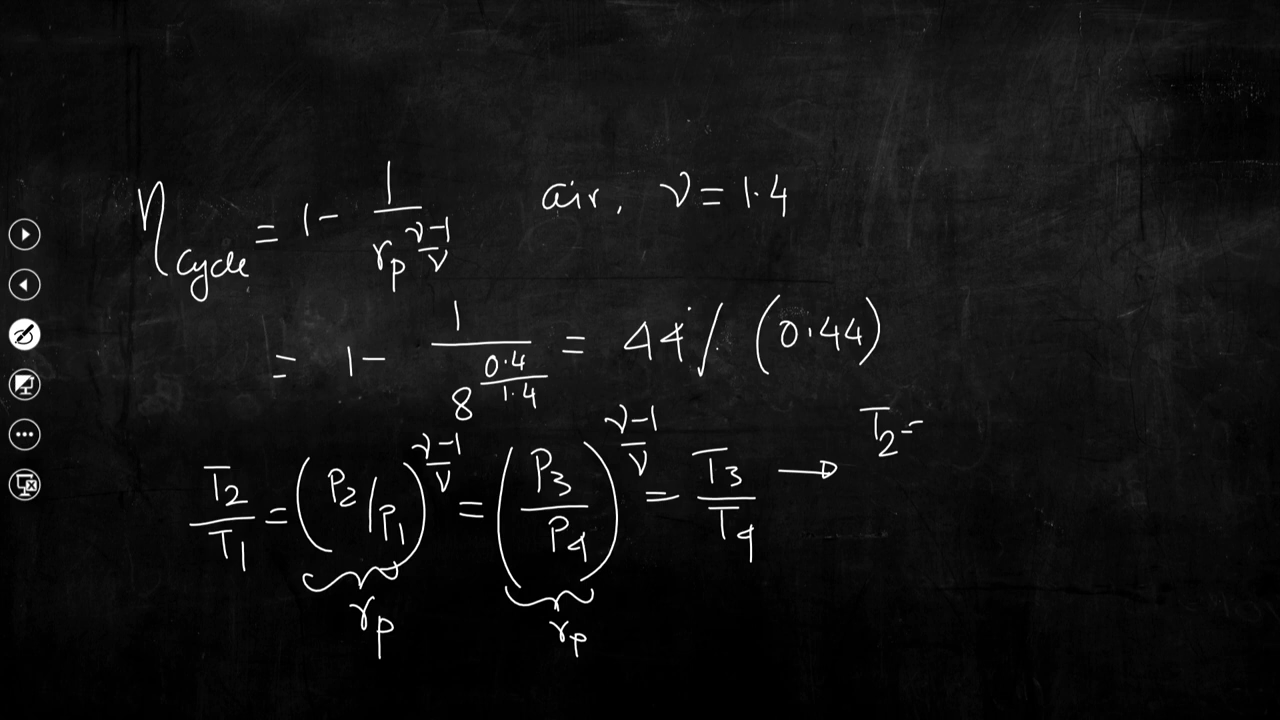 η_cycle = 1 - 1/r_p^((ν-1)/ν) air, ν = 1.4
= 1 - 1/8^(0.4/1.4) = 44% (0.44)
T2/T1 = (P2/P1)^((ν-1)/ν) = (P3/P4)^((ν-1)/ν) = T3/T4 → T2=
r_p r_p